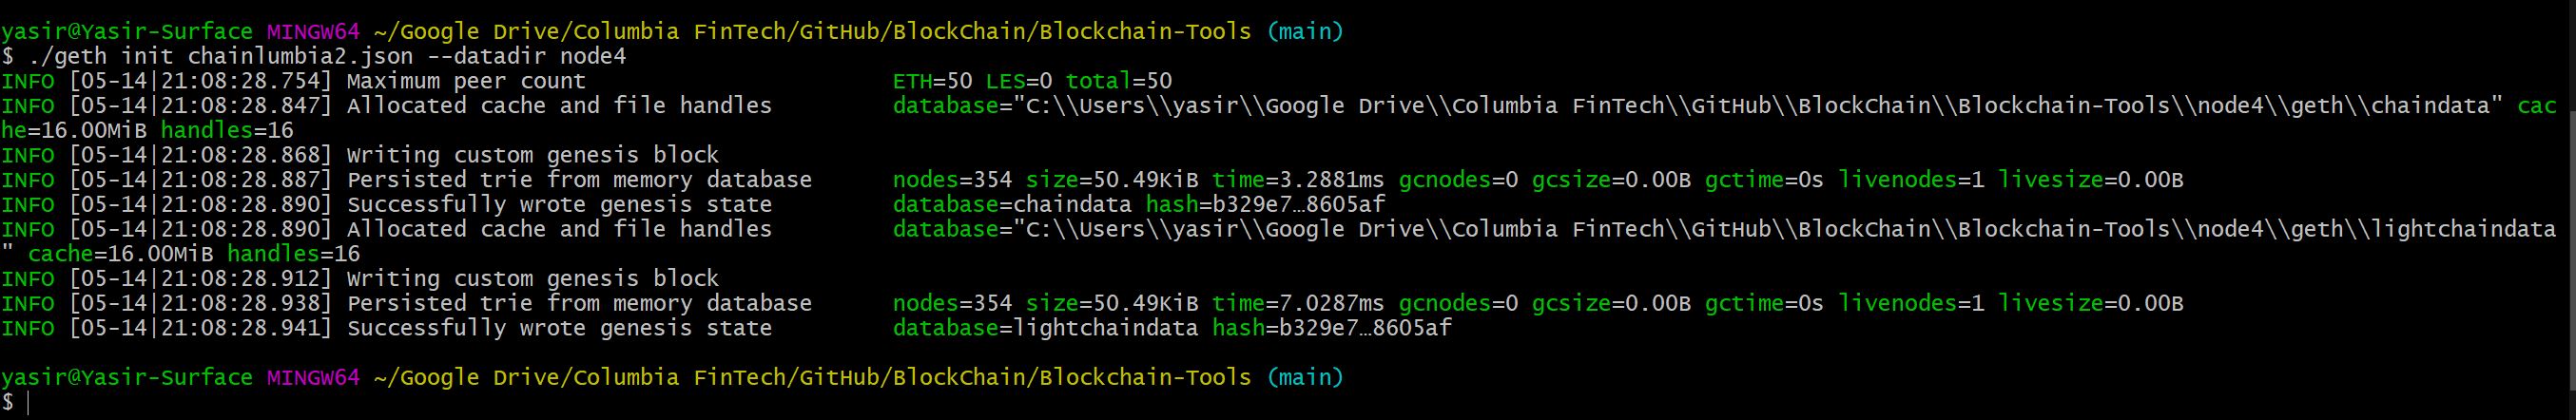 yasir@Yasir-Surface MINGW64 ~/Google Drive/Columbia FinTech/GitHub/BlockChain/Blockchain-Tools (main)
$ ./geth init chainlumbia2.json --datadir node4
INFO [05-14|21:08:28.754] Maximum peer count                       ETH=50 LES=0 total=50
INFO [05-14|21:08:28.847] Allocated cache and file handles         database="C:\\Users\\yasir\\Google Drive\\Columbia FinTech\\GitHub\\BlockChain\\Blockchain-Tools\\node4\\geth\\chaindata" cac
he=16.00MiB handles=16
INFO [05-14|21:08:28.868] Writing custom genesis block
INFO [05-14|21:08:28.887] Persisted trie from memory database      nodes=354 size=50.49KiB time=3.2881ms gcnodes=0 gcsize=0.00B gctime=0s livenodes=1 livesize=0.00B
INFO [05-14|21:08:28.890] Successfully wrote genesis state         database=chaindata hash=b329e7…8605af
INFO [05-14|21:08:28.890] Allocated cache and file handles         database="C:\\Users\\yasir\\Google Drive\\Columbia FinTech\\GitHub\\BlockChain\\Blockchain-Tools\\node4\\geth\\lightchaindata
" cache=16.00MiB handles=16
INFO [05-14|21:08:28.912] Writing custom genesis block
INFO [05-14|21:08:28.938] Persisted trie from memory database      nodes=354 size=50.49KiB time=7.0287ms gcnodes=0 gcsize=0.00B gctime=0s livenodes=1 livesize=0.00B
INFO [05-14|21:08:28.941] Successfully wrote genesis state         database=lightchaindata hash=b329e7…8605af
yasir@Yasir-Surface MINGW64 ~/Google Drive/Columbia FinTech/GitHub/BlockChain/Blockchain-Tools (main)
$